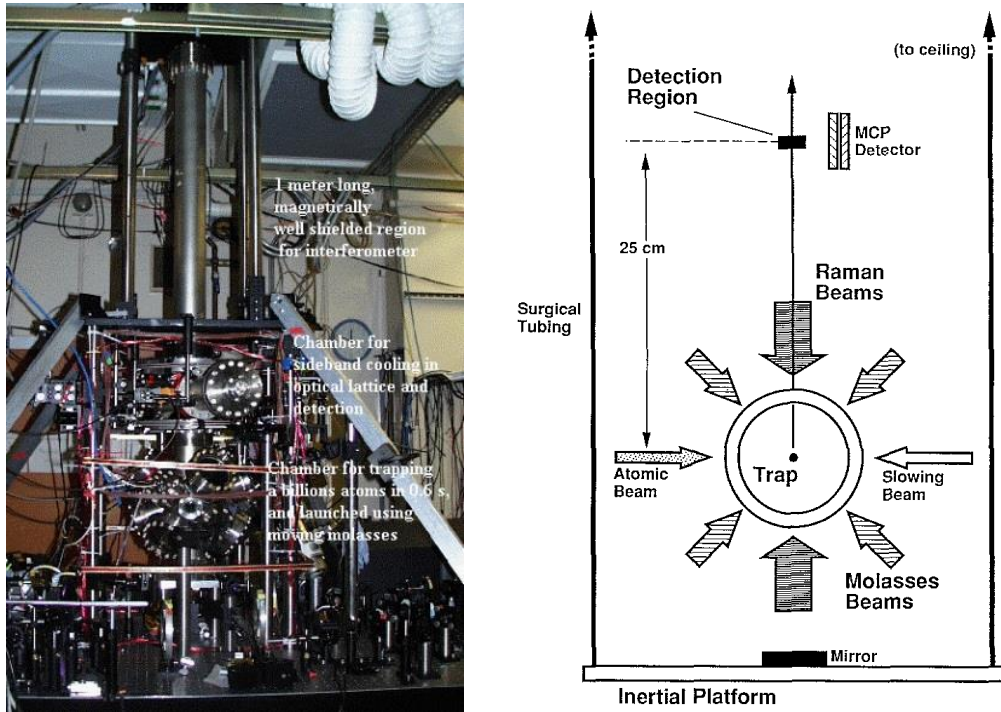 1 meter long,
magnetically
well shielded region
for interferometer
Chamber for
sideband cooling in
optical lattice and
detection
Chamber for trapping
a billions atoms in 0.6 s,
and launched using
moving molasses
(to ceiling)
Detection
Region
MCP
Detector
25 cm
Raman
Beams
Surgical
Tubing
Atomic
Beam
Trap
Slowing
Beam
Molasses
Beams
Mirror
Inertial Platform